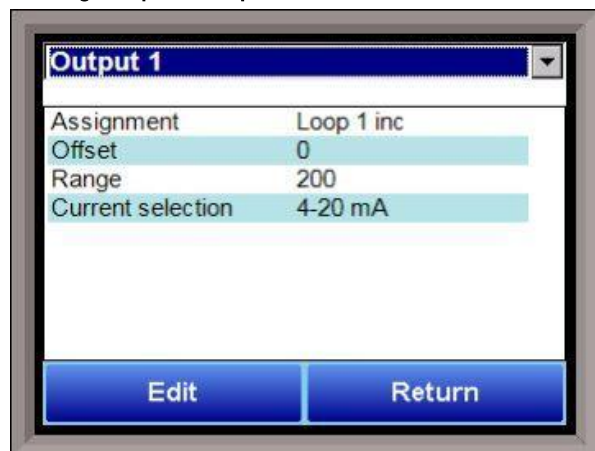 Output 1
Assignment Loop 1 inc
Offset 0
Range 200
Current selection 4-20 mA
Edit Return